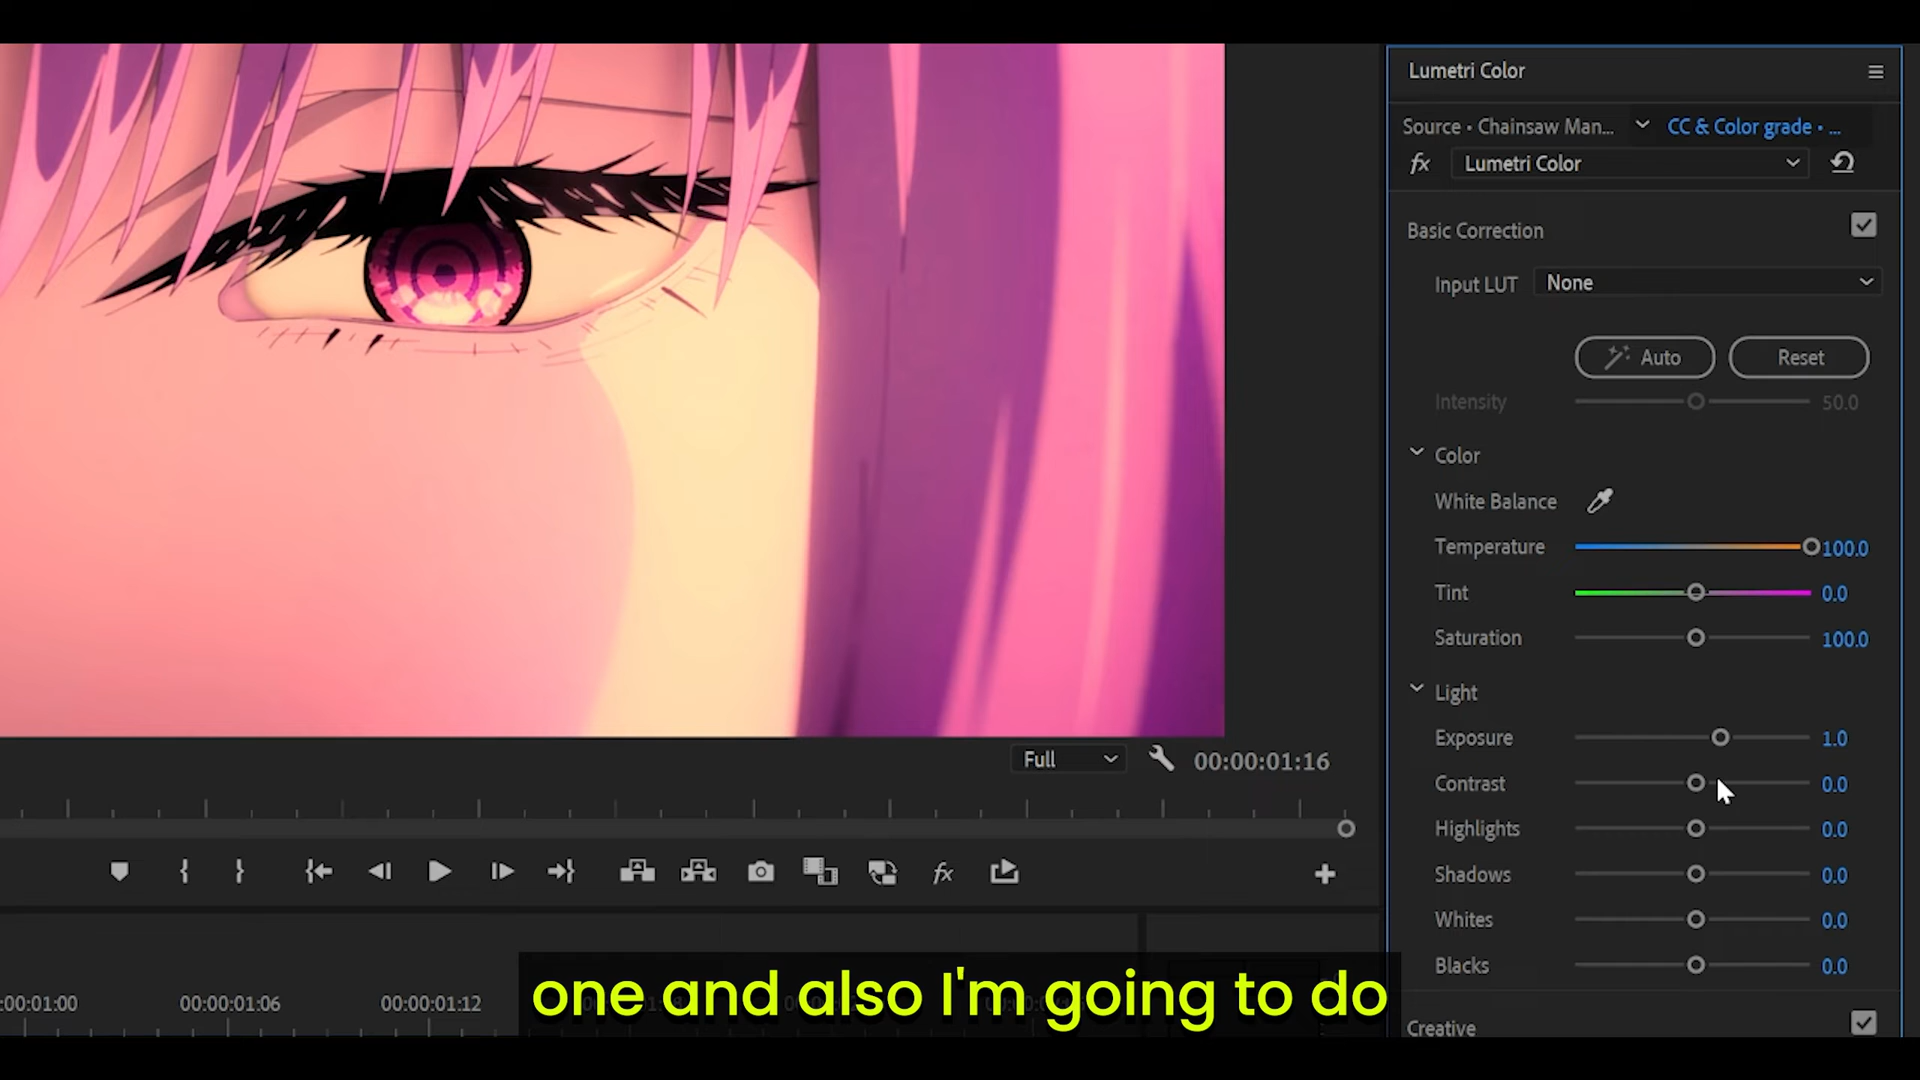 Lumetri Color
Source • Chainsaw Man... CC & Color grade • ...
fx Lumetri Color
Basic Correction
Input LUT None
Auto Reset
Intensity 50.0
Color
White Balance
Temperature 100.0
Tint 0.0
Saturation 100.0
Light
Exposure 1.0
Contrast 0.0
Highlights 0.0
Shadows 0.0
Whites 0.0
Blacks 0.0
Creative
Full 00:00:01:16
fx
:00:01:00 00:00:01:06 00:00:01:12
one and also I'm going to do